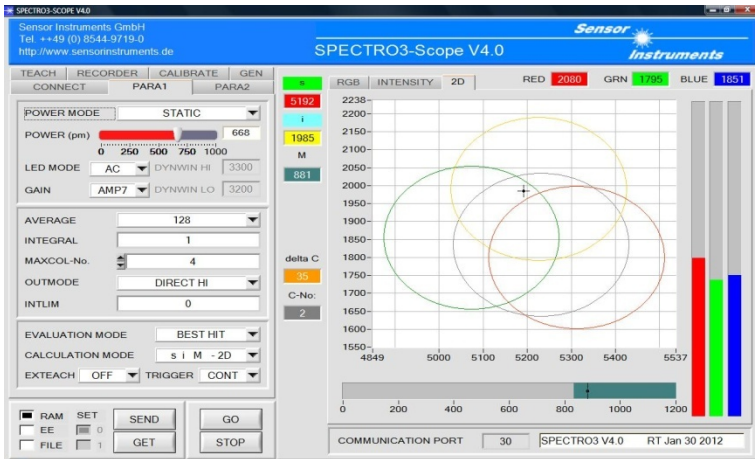 SPECTRO3-SCOPE V4.0
Sensor Instruments GmbH
Tel. ++49 (0) 8544-9719-0
http://www.sensorinstruments.de
SPECTRO3-Scope V4.0
Sensor
Instruments
TEACH RECORDER CALIBRATE GEN
CONNECT PARA1 PARA2
POWER MODE STATIC
POWER (pm) 668
0 250 500 750 1000
LED MODE AC DYNWIN HI 3300
GAIN AMP7 DYNWIN LO 3200
AVERAGE 128
INTEGRAL 1
MAXCOL-No. 4
OUTMODE DIRECT HI
INTLIM 0
EVALUATION MODE BEST HIT
CALCULATION MODE s i M - 2D
EXTEACH OFF TRIGGER CONT
RAM SET SEND GO
EE 0
FILE 1 GET STOP
s
5192
i
1985
M
881
delta C
35
C-No:
2
RGB INTENSITY 2D RED 2080 GRN 1795 BLUE 1851
2238
2200
2150
2100
2050
2000
1950
1900
1850
1800
1750
1700
1650
1600
1550
4849 5000 5100 5200 5300 5400 5537
0 200 400 600 800 1000 1200
COMMUNICATION PORT 30 SPECTRO3 V4.0 RT Jan 30 2012